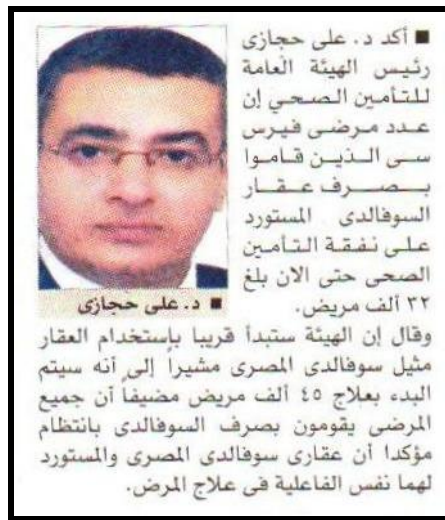 ■ أكد د. على حجازى
رئيس الهيئة العامة
للتأمين الصحي إن
عدد مرضى فيرس
سى الذين قاموا
بصرف عقار
السوفالدى المستورد
على نفقة التأمين
الصحى حتى الان بلغ
٣٢ ألف مريض.
■ د. على حجازى
وقال إن الهيئة ستبدأ قريبا بإستخدام العقار
مثيل سوفالدى المصرى مشيراً إلى أنه سيتم
البدء بعلاج ٤٥ ألف مريض مضيفاً أن جميع
المرضى يقومون بصرف السوفالدى بانتظام
مؤكدا أن عقارى سوفالدى المصرى والمستورد
لهما نفس الفاعلية فى علاج المرض.